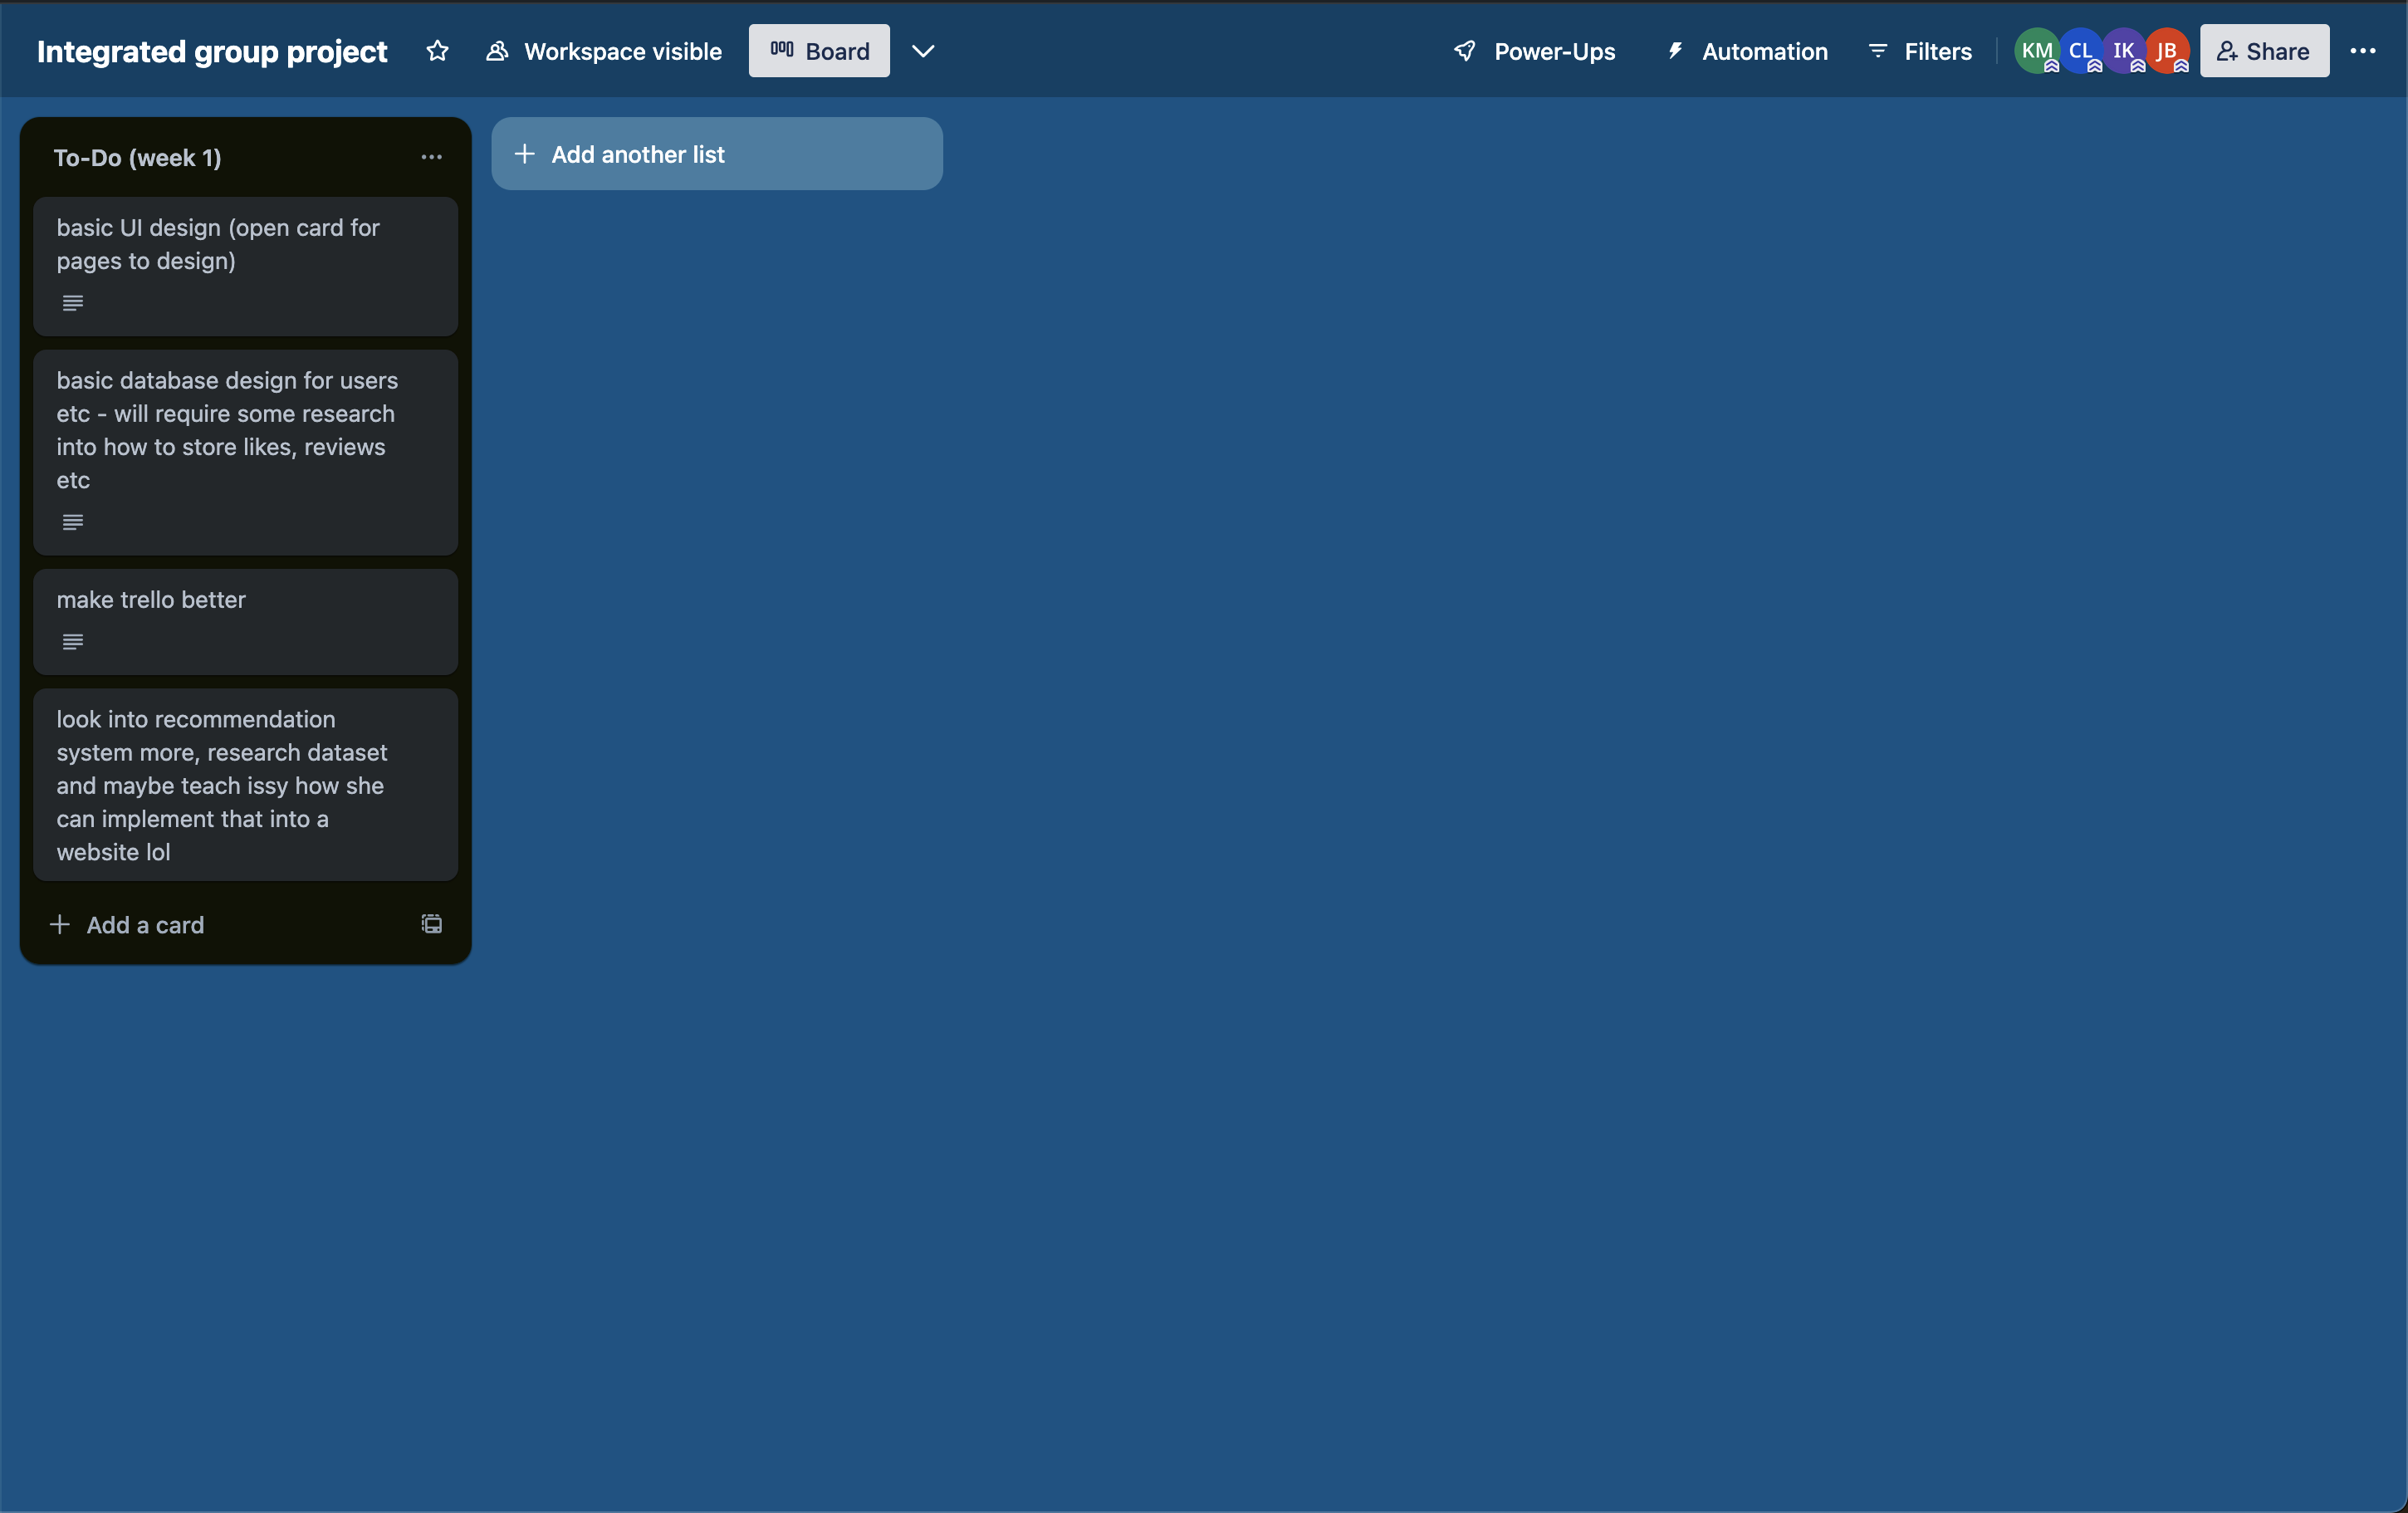 Integrated group project
Workspace visible
Board
Power-Ups
Automation
Filters
KM
CL
IK
JB
Share
To-Do (week 1)
basic UI design (open card for
pages to design)
basic database design for users
etc - will require some research
into how to store likes, reviews
etc
make trello better
look into recommendation
system more, research dataset
and maybe teach issy how she
can implement that into a
website lol
Add a card
Add another list